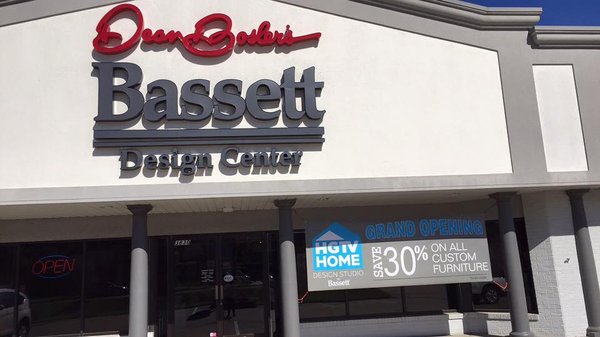 Dean Bosler's
Bassett
Design Center
3630
OPEN
HGTV
HOME
DESIGN STUDIO
Bassett
GRAND OPENING
SAVE 30% ON ALL
CUSTOM
FURNITURE